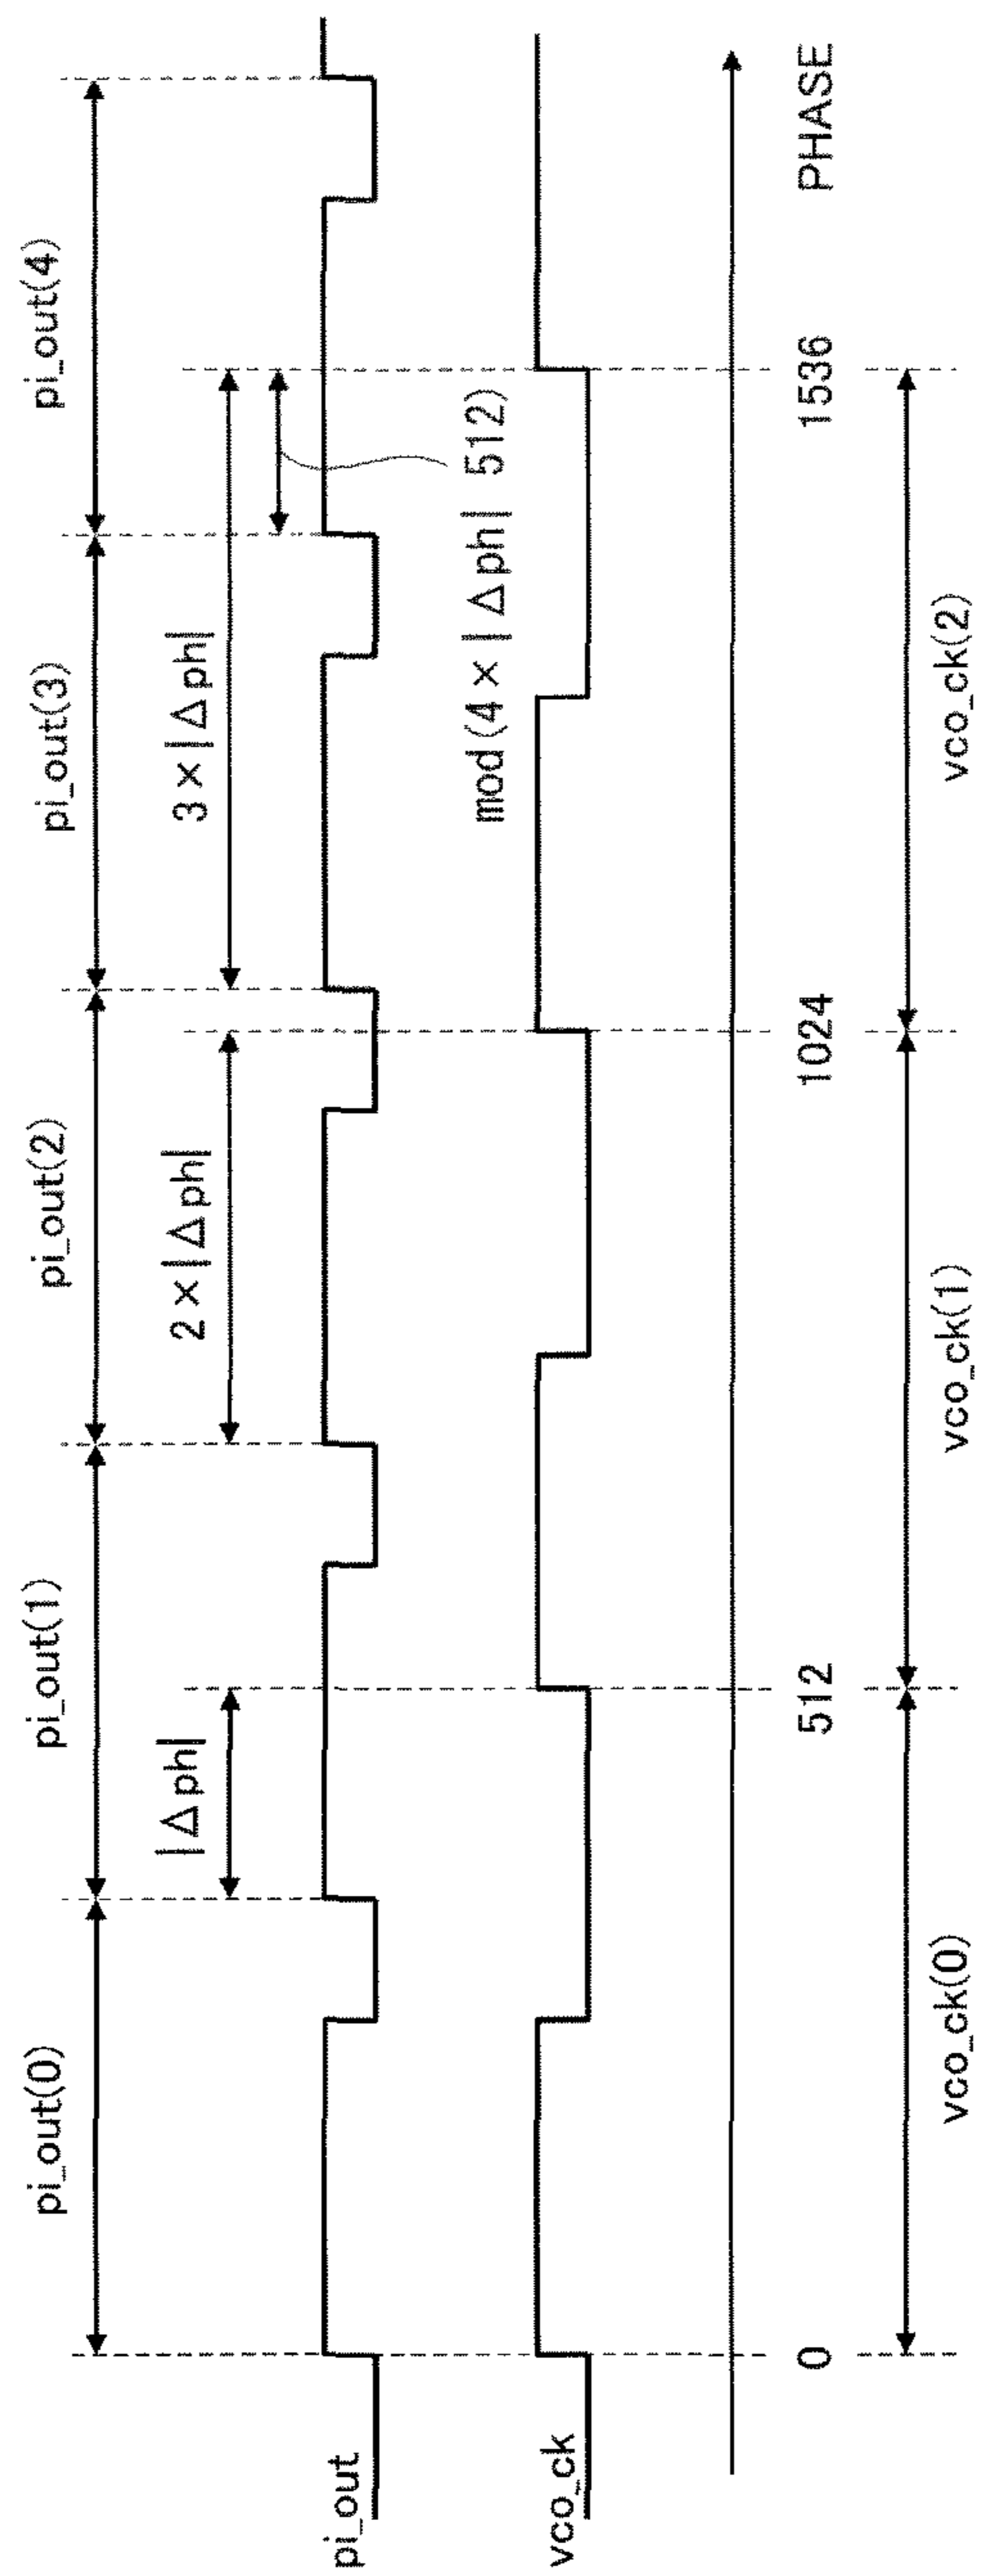 pi_out(0)
pi_out(1)
pi_out(2)
pi_out(3)
pi_out(4)
|Δph|
2×|Δph|
3×|Δph|
pi_out
mod(4×|Δph| 512)
vco_ck
0
512
1024
1536
PHASE
vco_ck(0)
vco_ck(1)
vco_ck(2)